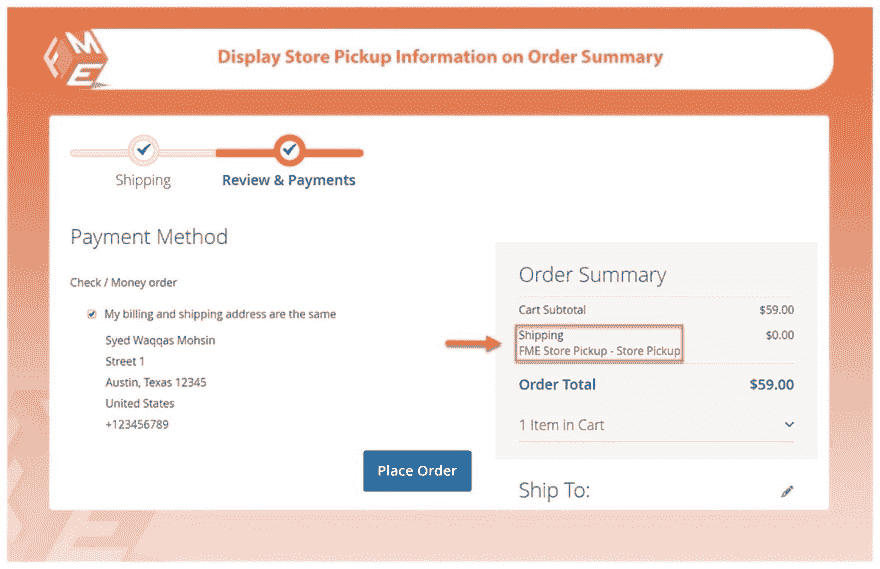 FME
Display Store Pickup Information on Order Summary
Shipping
Review & Payments
Payment Method
Check / Money order
My billing and shipping address are the same
Syed Waqqas Mohsin
Street 1
Austin, Texas 12345
United States
+123456789
Place Order
Order Summary
Cart Subtotal $59.00
Shipping $0.00
FME Store Pickup - Store Pickup
Order Total $59.00
1 Item in Cart
Ship To: